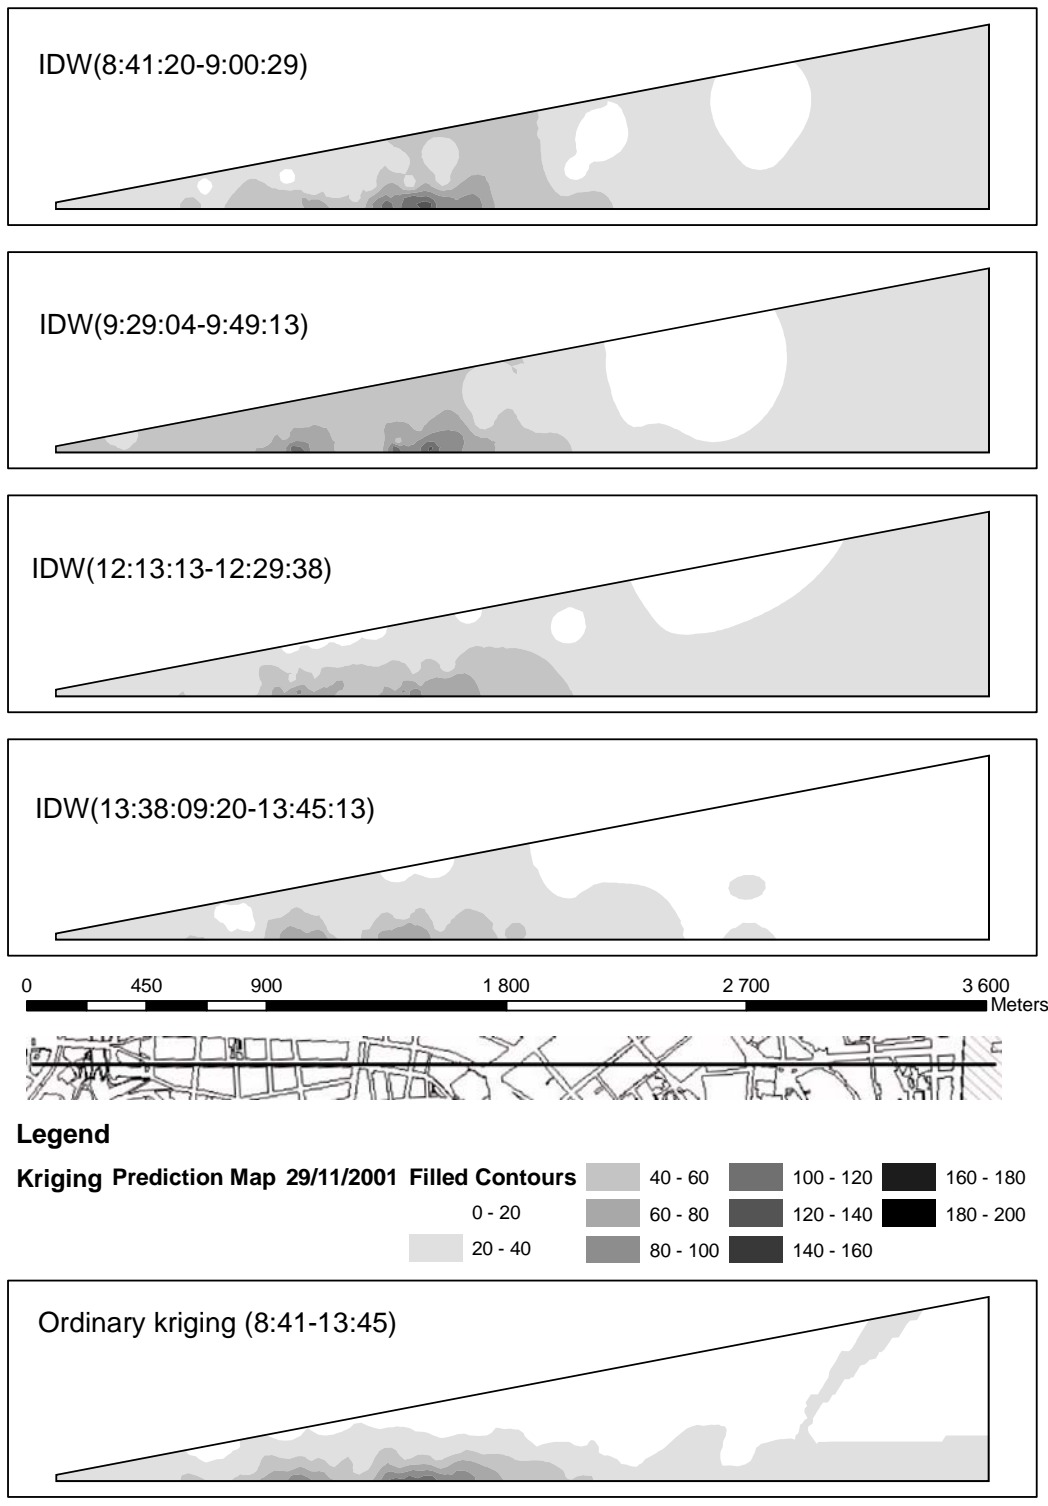 IDW(8:41:20-9:00:29)
IDW(9:29:04-9:49:13)
IDW(12:13:13-12:29:38)
IDW(13:38:09:20-13:45:13)
0 450 900 1 800 2 700 3 600
Meters
Legend
Kriging Prediction Map 29/11/2001 Filled Contours
0 - 20
20 - 40
40 - 60
60 - 80
80 - 100
100 - 120
120 - 140
140 - 160
160 - 180
180 - 200
Ordinary kriging (8:41-13:45)